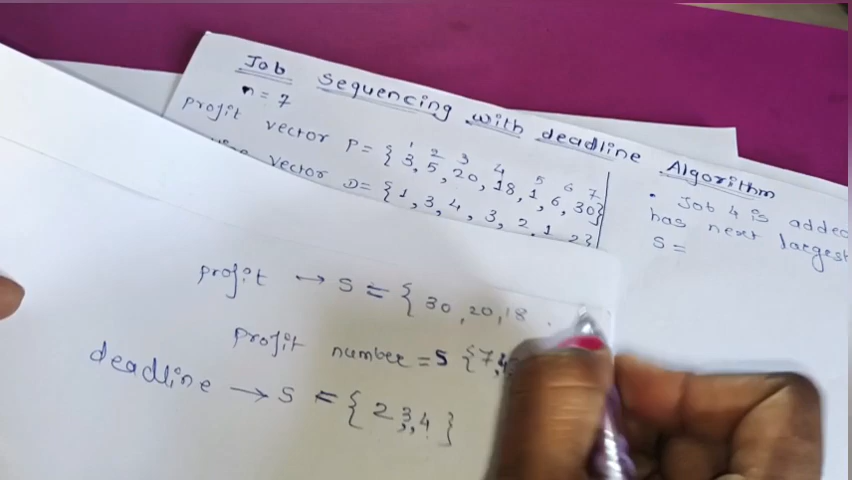 Job Sequencing with deadline Algorithm
n = 7
profit vector P = { 3, 5, 20, 18, 1, 6, 30}
1 2 3 4 5 6 7
vector D = { 1, 3, 4, 3, 2, 1, 2}
• Job 4 is added
has next largest
S =
profit → S = { 30, 20, 18 .
profit number = S {7,4
deadline → S = { 2 3, 4 }